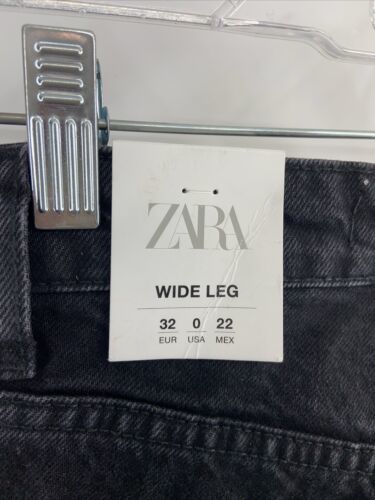 ZARA
WIDE LEG
32 0 22
EUR USA MEX